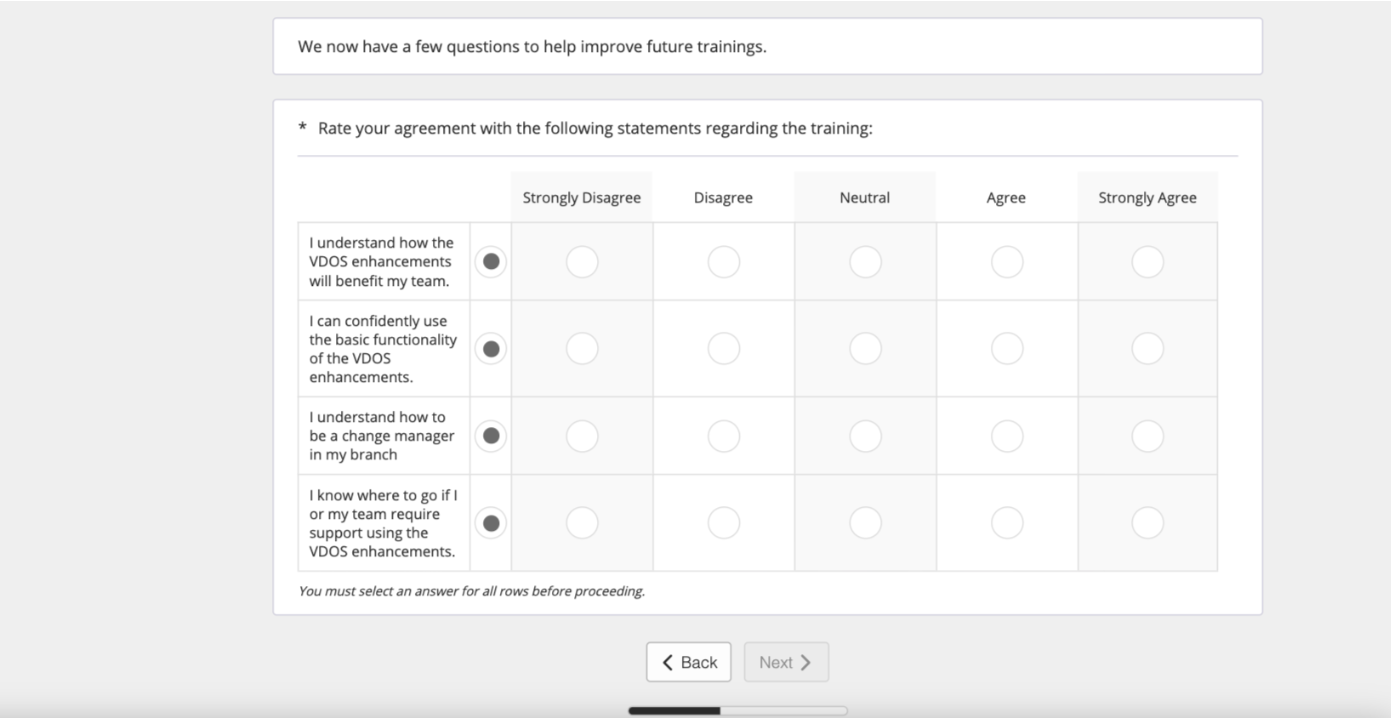 We now have a few questions to help improve future trainings.
* Rate your agreement with the following statements regarding the training:
Strongly Disagree Disagree Neutral Agree Strongly Agree
I understand how the
VDOS enhancements
will benefit my team.
I can confidently use
the basic functionality
of the VDOS
enhancements.
I understand how to
be a change manager
in my branch
I know where to go if I
or my team require
support using the
VDOS enhancements.
You must select an answer for all rows before proceeding.
Back Next